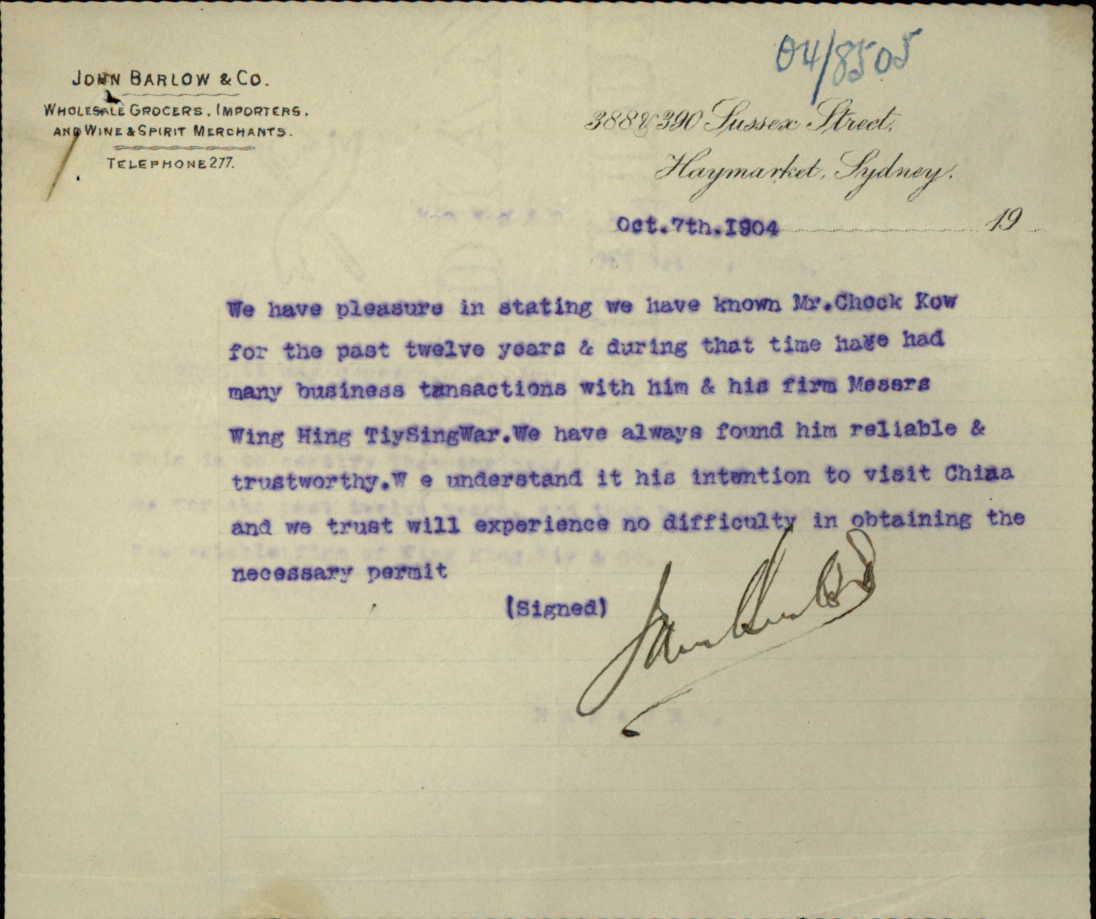 04/8505
JOHN BARLOW & CO.
WHOLESALE GROCERS, IMPORTERS,
AND WINE & SPIRIT MERCHANTS.
TELEPHONE 277.
388 & 390 Sussex Street,
Haymarket, Sydney.
Oct.7th.1904 19
We have pleasure in stating we have known Mr.Chock Kow
for the past twelve years & during that time have had
many business tansactions with him & his firm Messrs
Wing Hing TiySingWar.We have always found him reliable &
trustworthy.W e understand it his intention to visit China
and we trust will experience no difficulty in obtaining the
necessary permit
(Signed)